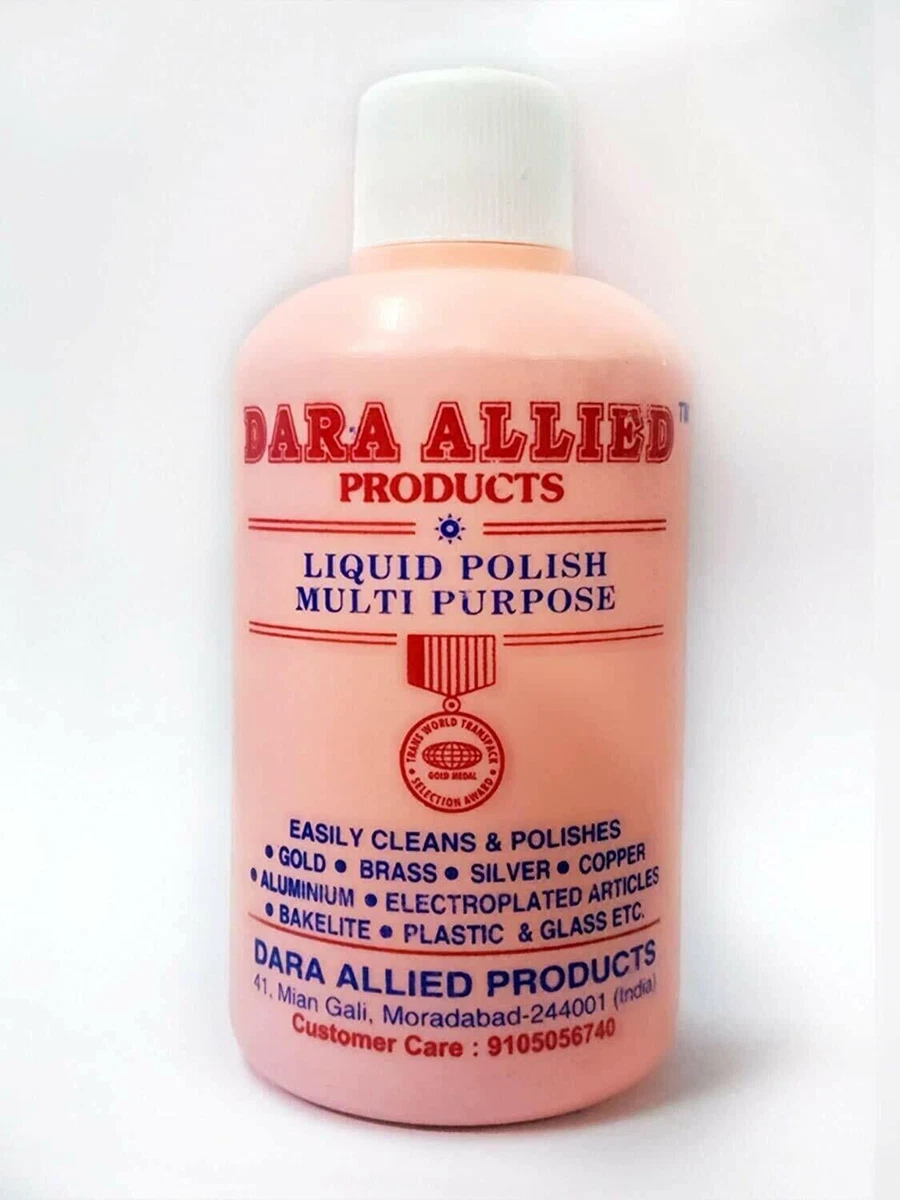 DARA ALLIED™
PRODUCTS
LIQUID POLISH
MULTI PURPOSE
TRANS WORLD TRANSPACK
GOLD MEDAL
• SELECTION AWARD •
EASILY CLEANS & POLISHES
• GOLD • BRASS • SILVER • COPPER
• ALUMINIUM • ELECTROPLATED ARTICLES
• BAKELITE • PLASTIC & GLASS ETC.
DARA ALLIED PRODUCTS
41, Mian Gali, Moradabad-244001 (India)
Customer Care : 9105056740